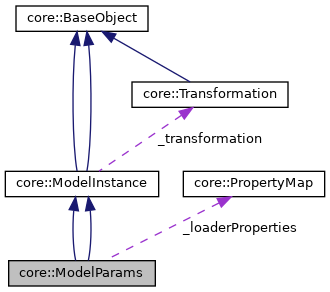 core::BaseObject
core::Transformation
_transformation
core::ModelInstance
core::PropertyMap
_loaderProperties
core::ModelParams